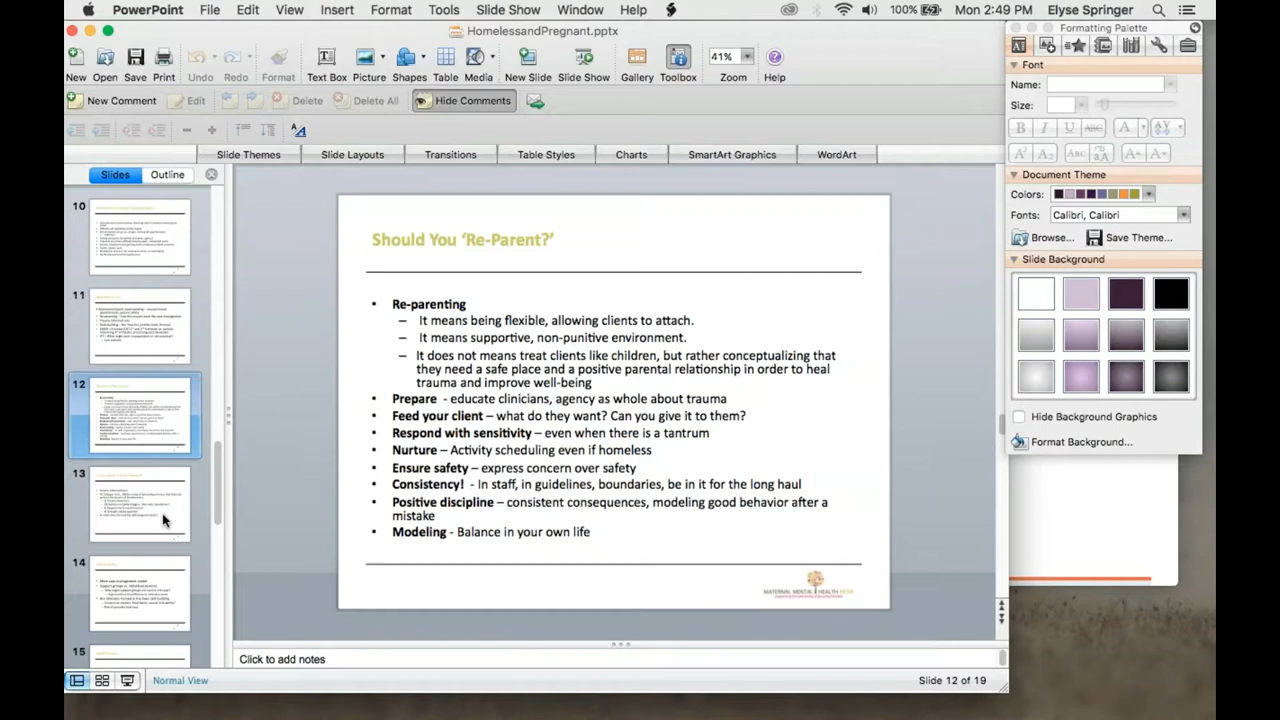 PowerPoint File Edit View Insert Format Tools Slide Show Window Help 100% Mon 2:49 PM Elyse Springer
HomelessandPregnant.pptx
Formatting Palette
New Open Save Print Undo Redo Format Text Box Picture Shapes Table Media New Slide Slide Show Gallery Toolbox 41% Zoom Help
New Comment Edit Delete Delete All Hide Comments
Slide Themes Slide Layouts Transitions Table Styles Charts SmartArt Graphics WordArt
Slides Outline
10
11
12
13
14
15
Should You ‘Re-Parent?’
• Re-parenting
– It means being flexible, allowing clients to attach.
– It means supportive, non-punitive environment.
– It does not means treat clients like children, but rather conceptualizing that
they need a safe place and a positive parental relationship in order to heal
trauma and improve well-being
• Prepare - educate clinicians, agency as whole about trauma
• Feed your client – what do they want? Can you give it to them?
• Respond with sensitivity – even when there is a tantrum
• Nurture – Activity scheduling even if homeless
• Ensure safety – express concern over safety
• Consistency! - In staff, in guidelines, boundaries, be in it for the long haul
• Positive discipline – consistent consequences, modeling good behavior after a
mistake
• Modeling - Balance in your own life
MATERNAL MENTAL HEALTH NOW
Click to add notes
Normal View
Slide 12 of 19
Font
Name:
Size:
B I U ABC A AV
A² A₂ ABC aA A A
Document Theme
Colors:
Fonts: Calibri, Calibri
Browse... Save Theme...
Slide Background
Hide Background Graphics
Format Background...